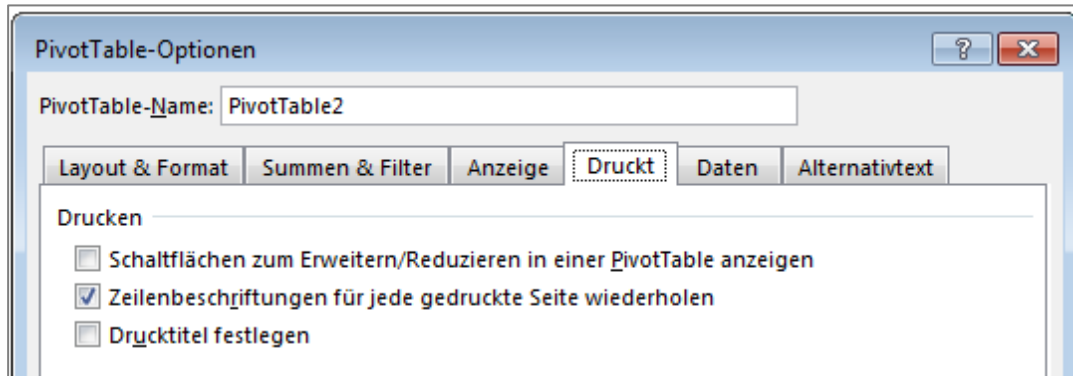 PivotTable-Optionen
PivotTable-Name: PivotTable2
Layout & Format Summen & Filter Anzeige Druckt Daten Alternativtext
Drucken
Schaltflächen zum Erweitern/Reduzieren in einer PivotTable anzeigen
Zeilenbeschriftungen für jede gedruckte Seite wiederholen
Drucktitel festlegen